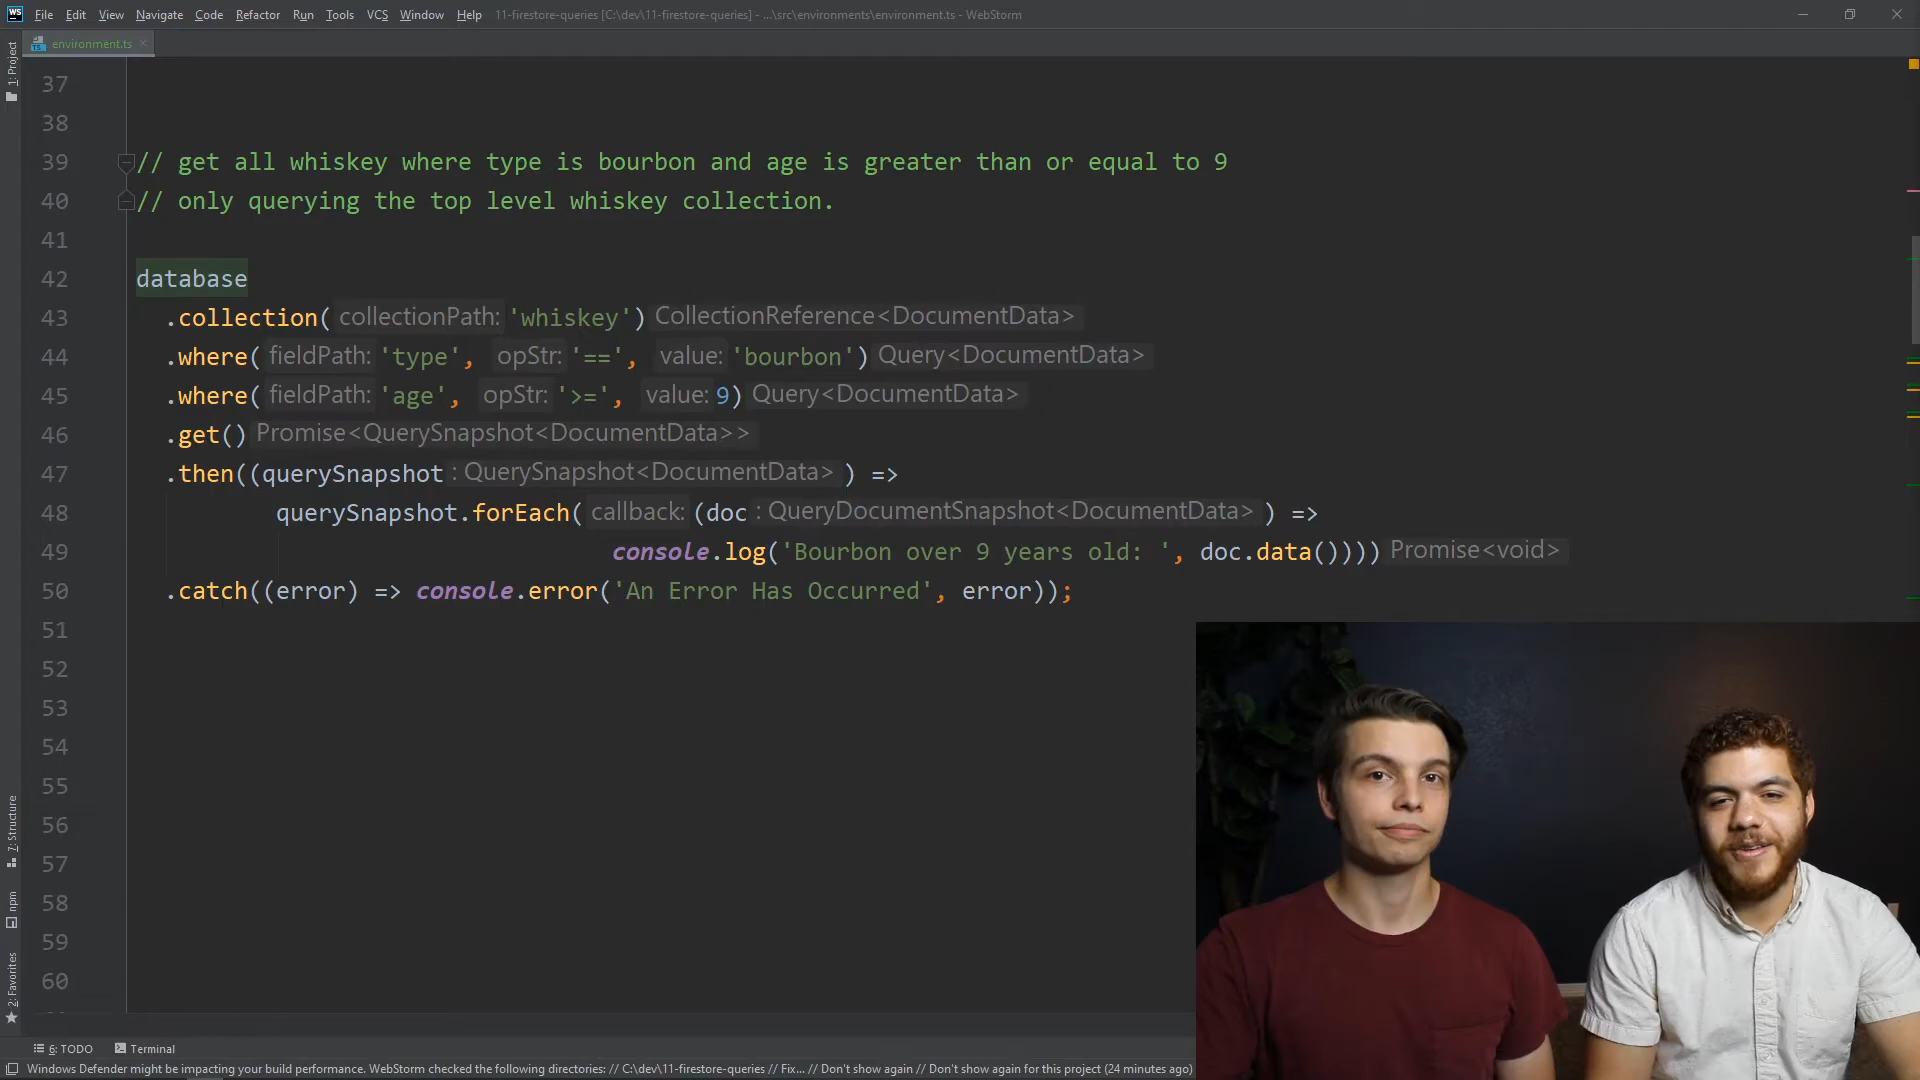 WS File Edit View Navigate Code Refactor Run Tools VCS Window Help 11-firestore-queries [C:\dev\11-firestore-queries] - ...\src\environments\environment.ts - WebStorm
environment.ts
1: Project
37
38
39 // get all whiskey where type is bourbon and age is greater than or equal to 9
40 // only querying the top level whiskey collection.
41
42 database
43 .collection( collectionPath: 'whiskey') CollectionReference<DocumentData>
44 .where( fieldPath: 'type', opStr: '==', value: 'bourbon') Query<DocumentData>
45 .where( fieldPath: 'age', opStr: '>=', value: 9) Query<DocumentData>
46 .get() Promise<QuerySnapshot<DocumentData>>
47 .then((querySnapshot : QuerySnapshot<DocumentData> ) =>
48 querySnapshot.forEach( callback: (doc : QueryDocumentSnapshot<DocumentData> ) =>
49 console.log('Bourbon over 9 years old: ', doc.data()))) Promise<void>
50 .catch((error) => console.error('An Error Has Occurred', error));
51
52
53
54
55
56
57
58
59
60
7: Structure
npm
2: Favorites
6: TODO Terminal
Windows Defender might be impacting your build performance. WebStorm checked the following directories: // C:\dev\11-firestore-queries // Fix... // Don't show again // Don't show again for this project (24 minutes ago)